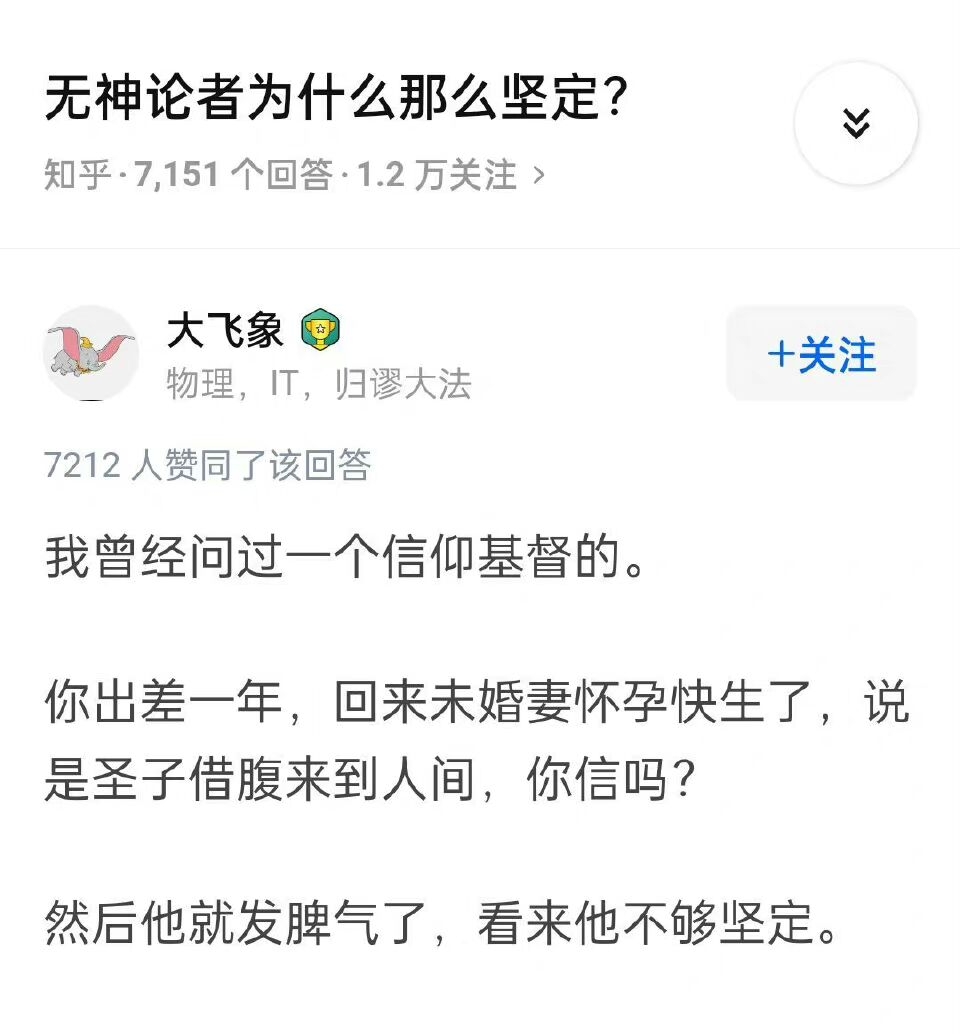 无神论者为什么那么坚定？
知乎·7,151 个回答·1.2 万关注 >
大飞象
+关注
物理，IT，归谬大法
7212 人赞同了该回答
我曾经问过一个信仰基督的。
你出差一年，回来未婚妻怀孕快生了，说
是圣子借腹来到人间，你信吗？
然后他就发脾气了，看来他不够坚定。